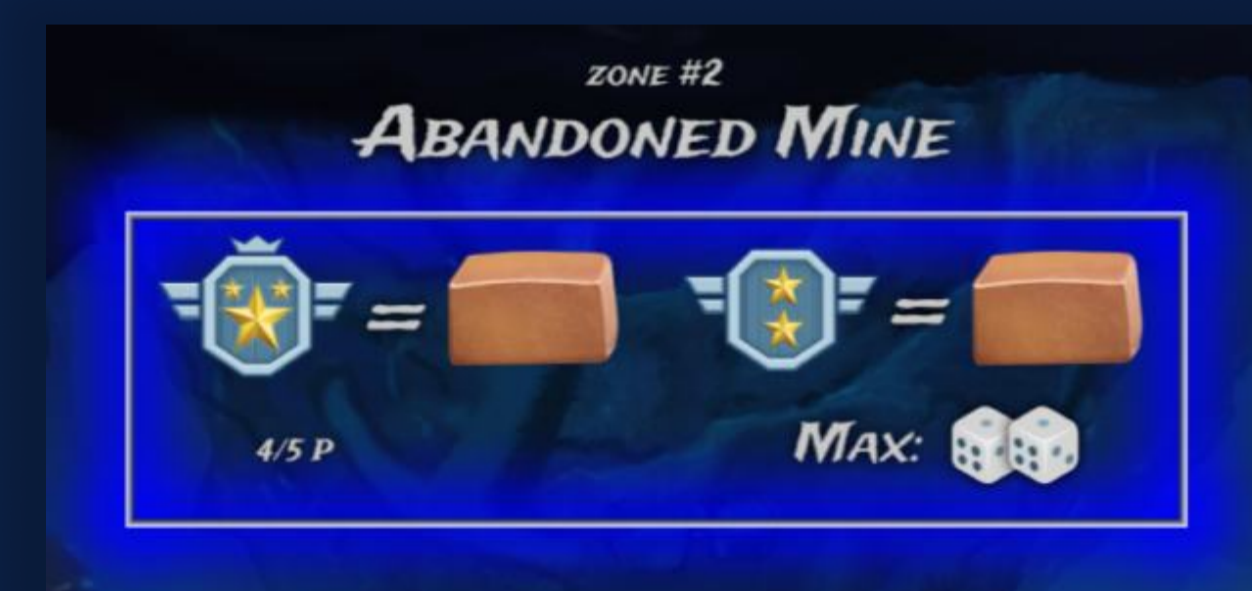 ZONE #2
ABANDONED MINE
= =
4/5 P
MAX: